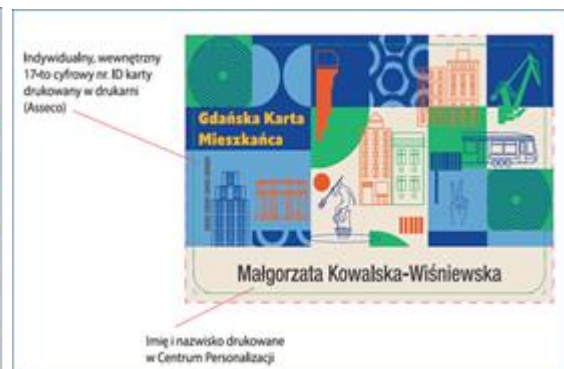 Indywidualny, wewnętrzny
17-to cyfrowy nr. ID karty
drukowany w drukarni
(Asseco)
Gdańska Karta
Mieszkańca
Małgorzata Kowalska-Wiśniewska
Imię i nazwisko drukowane
w Centrum Personalizacji